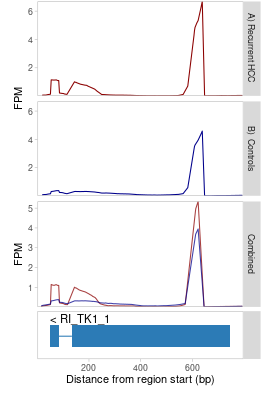 6
4
2
A) Recurrent HCC
FPM
6
4
2
B) Controls
5
4
3
2
1
FPM
Combined
< RI_TK1_1
200
400
600
Distance from region start (bp)